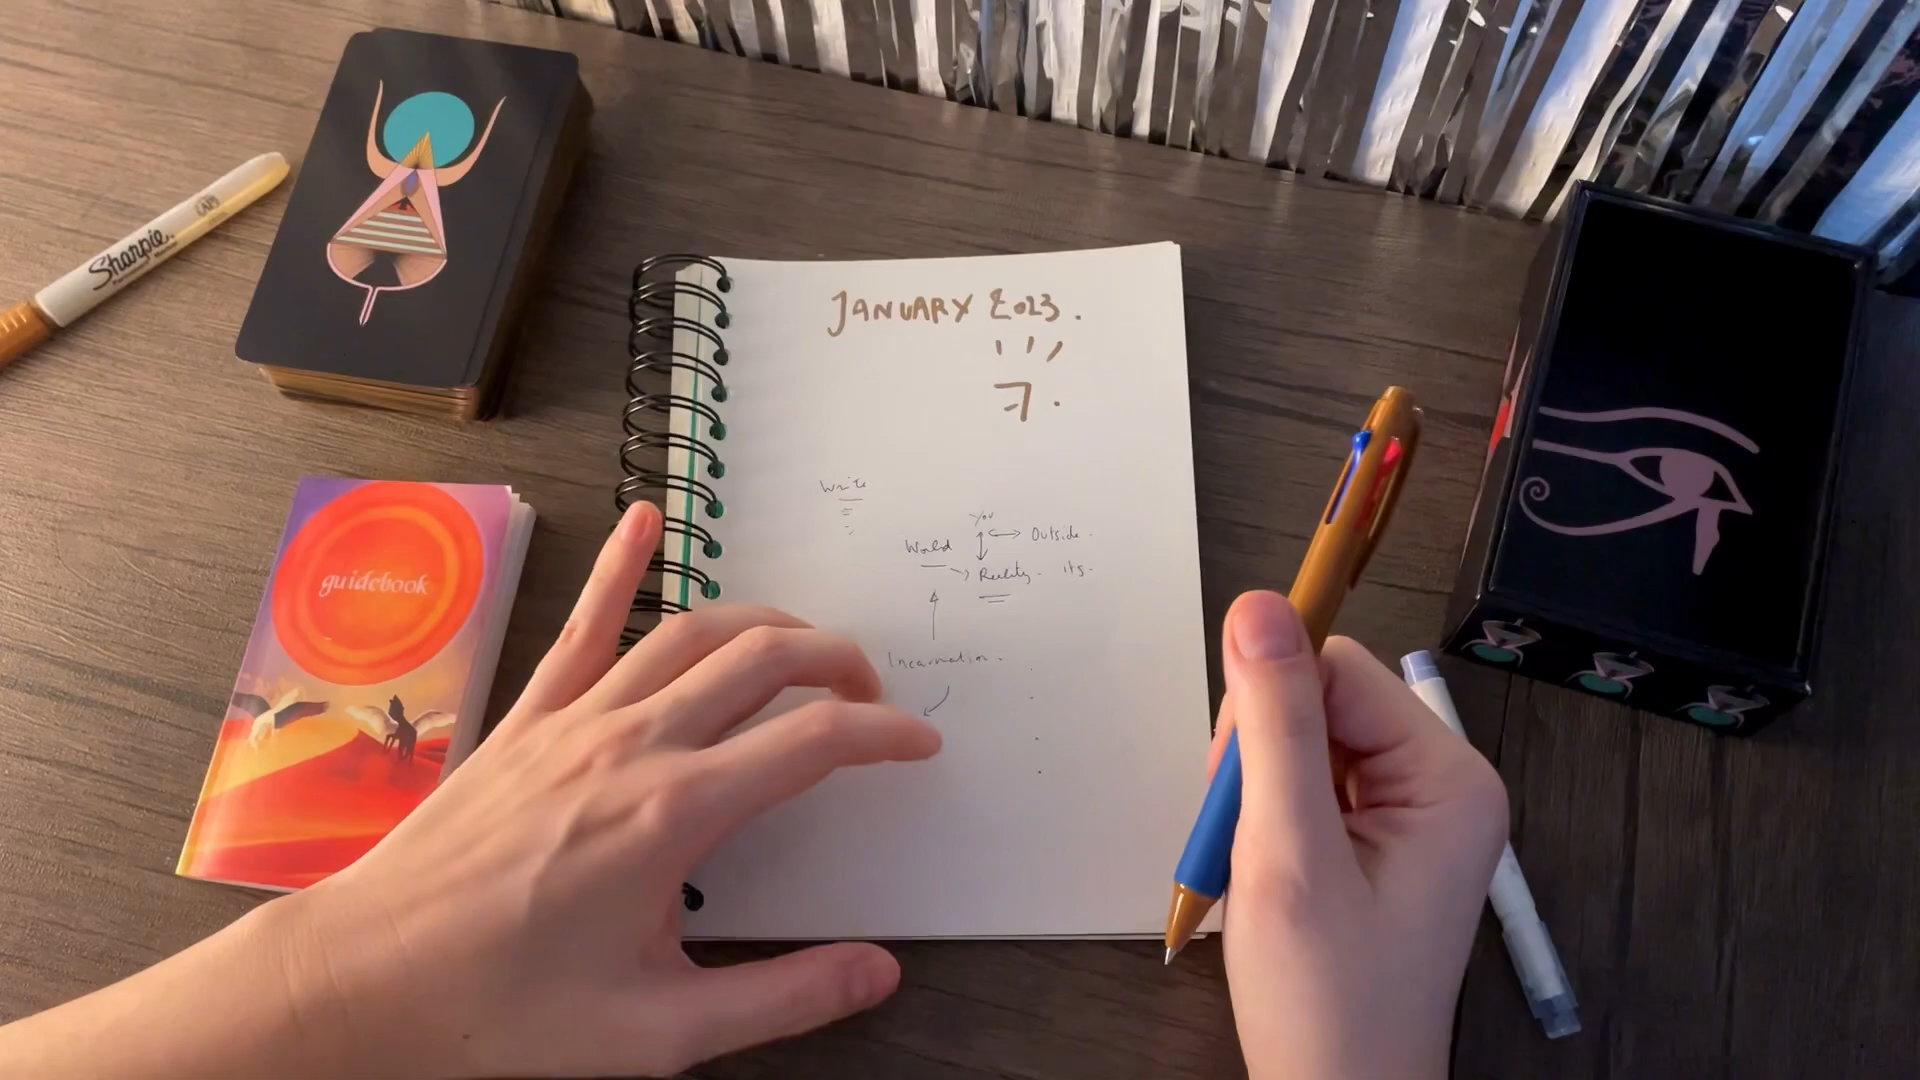 Sharpie.
JANUARY 2023.
7.
Write
You
World
Outside.
Reality. its.
Incarnation.
guidebook